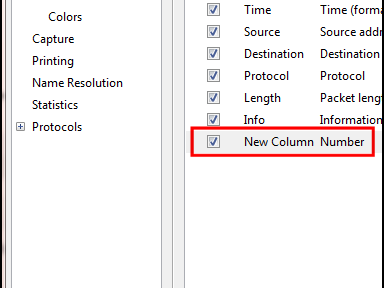 Colors
Capture
Printing
Name Resolution
Statistics
Protocols
Time Time (forma
Source Source addr
Destination Destination
Protocol Protocol
Length Packet leng
Info Information
New Column Number